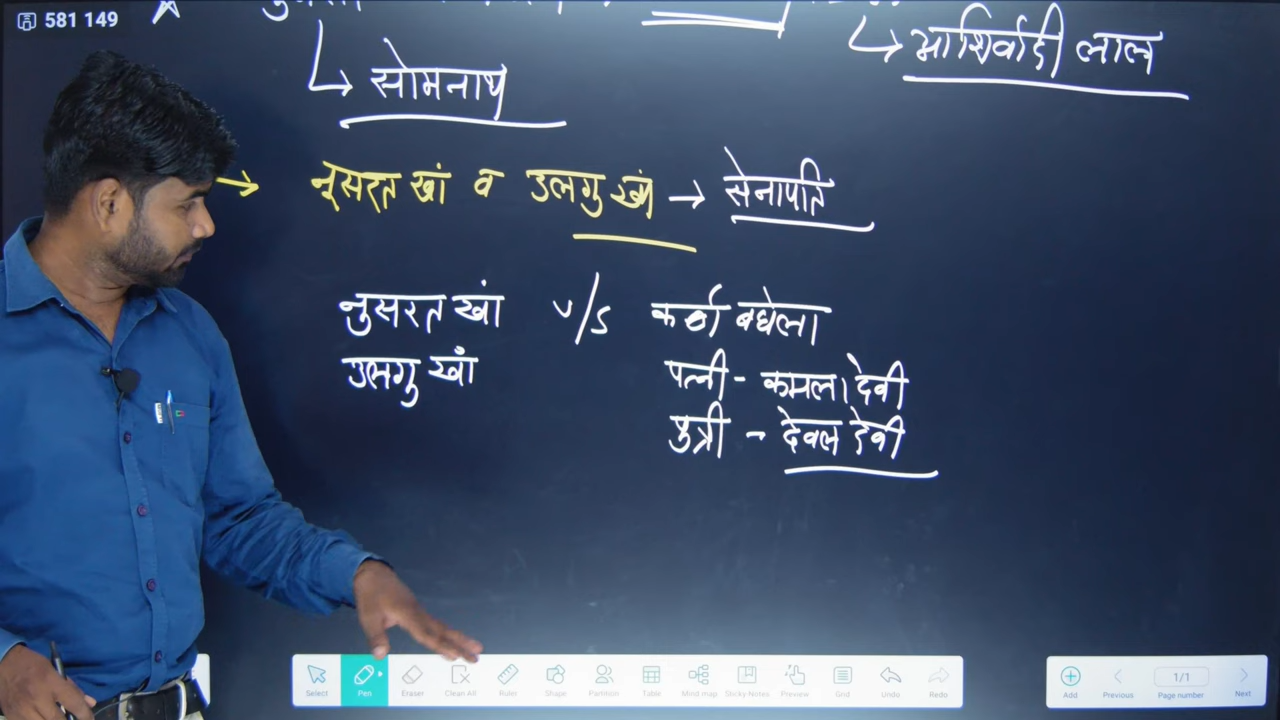 581 149
आशिर्वादी लाल
सोमनाथ
नूसरत खां व उलगु खां → सेनापति
नुसरत खां v/s कर्ण बघेला
उलगु खाँ
पत्नी - कमला देवी
पुत्री - देवल देवी
Select Pen Eraser Clean All Ruler Shape Partition Table Mind map Sticky Notes Preview Grid Undo Redo
Add Previous 1/1 Page number Next